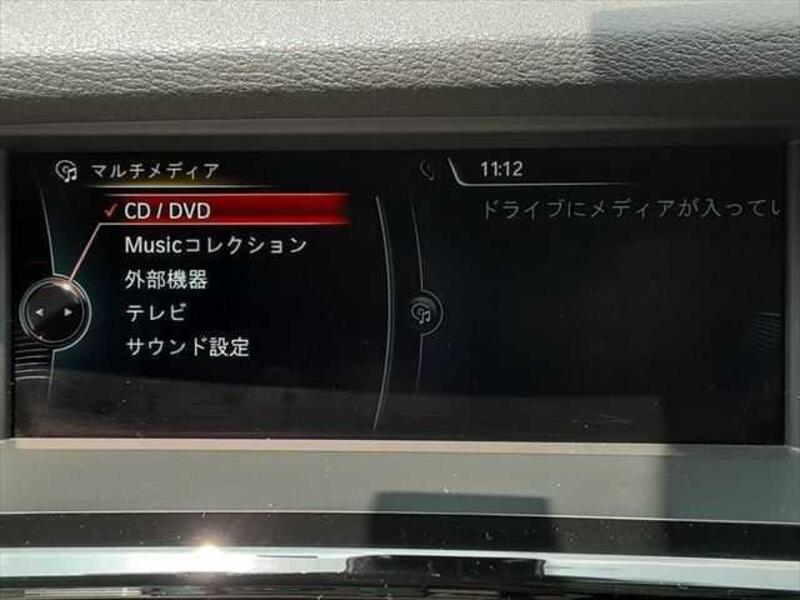 マルチメディア
11:12
✓ CD / DVD
ドライブにメディアが入ってい
Musicコレクション
外部機器
テレビ
サウンド設定